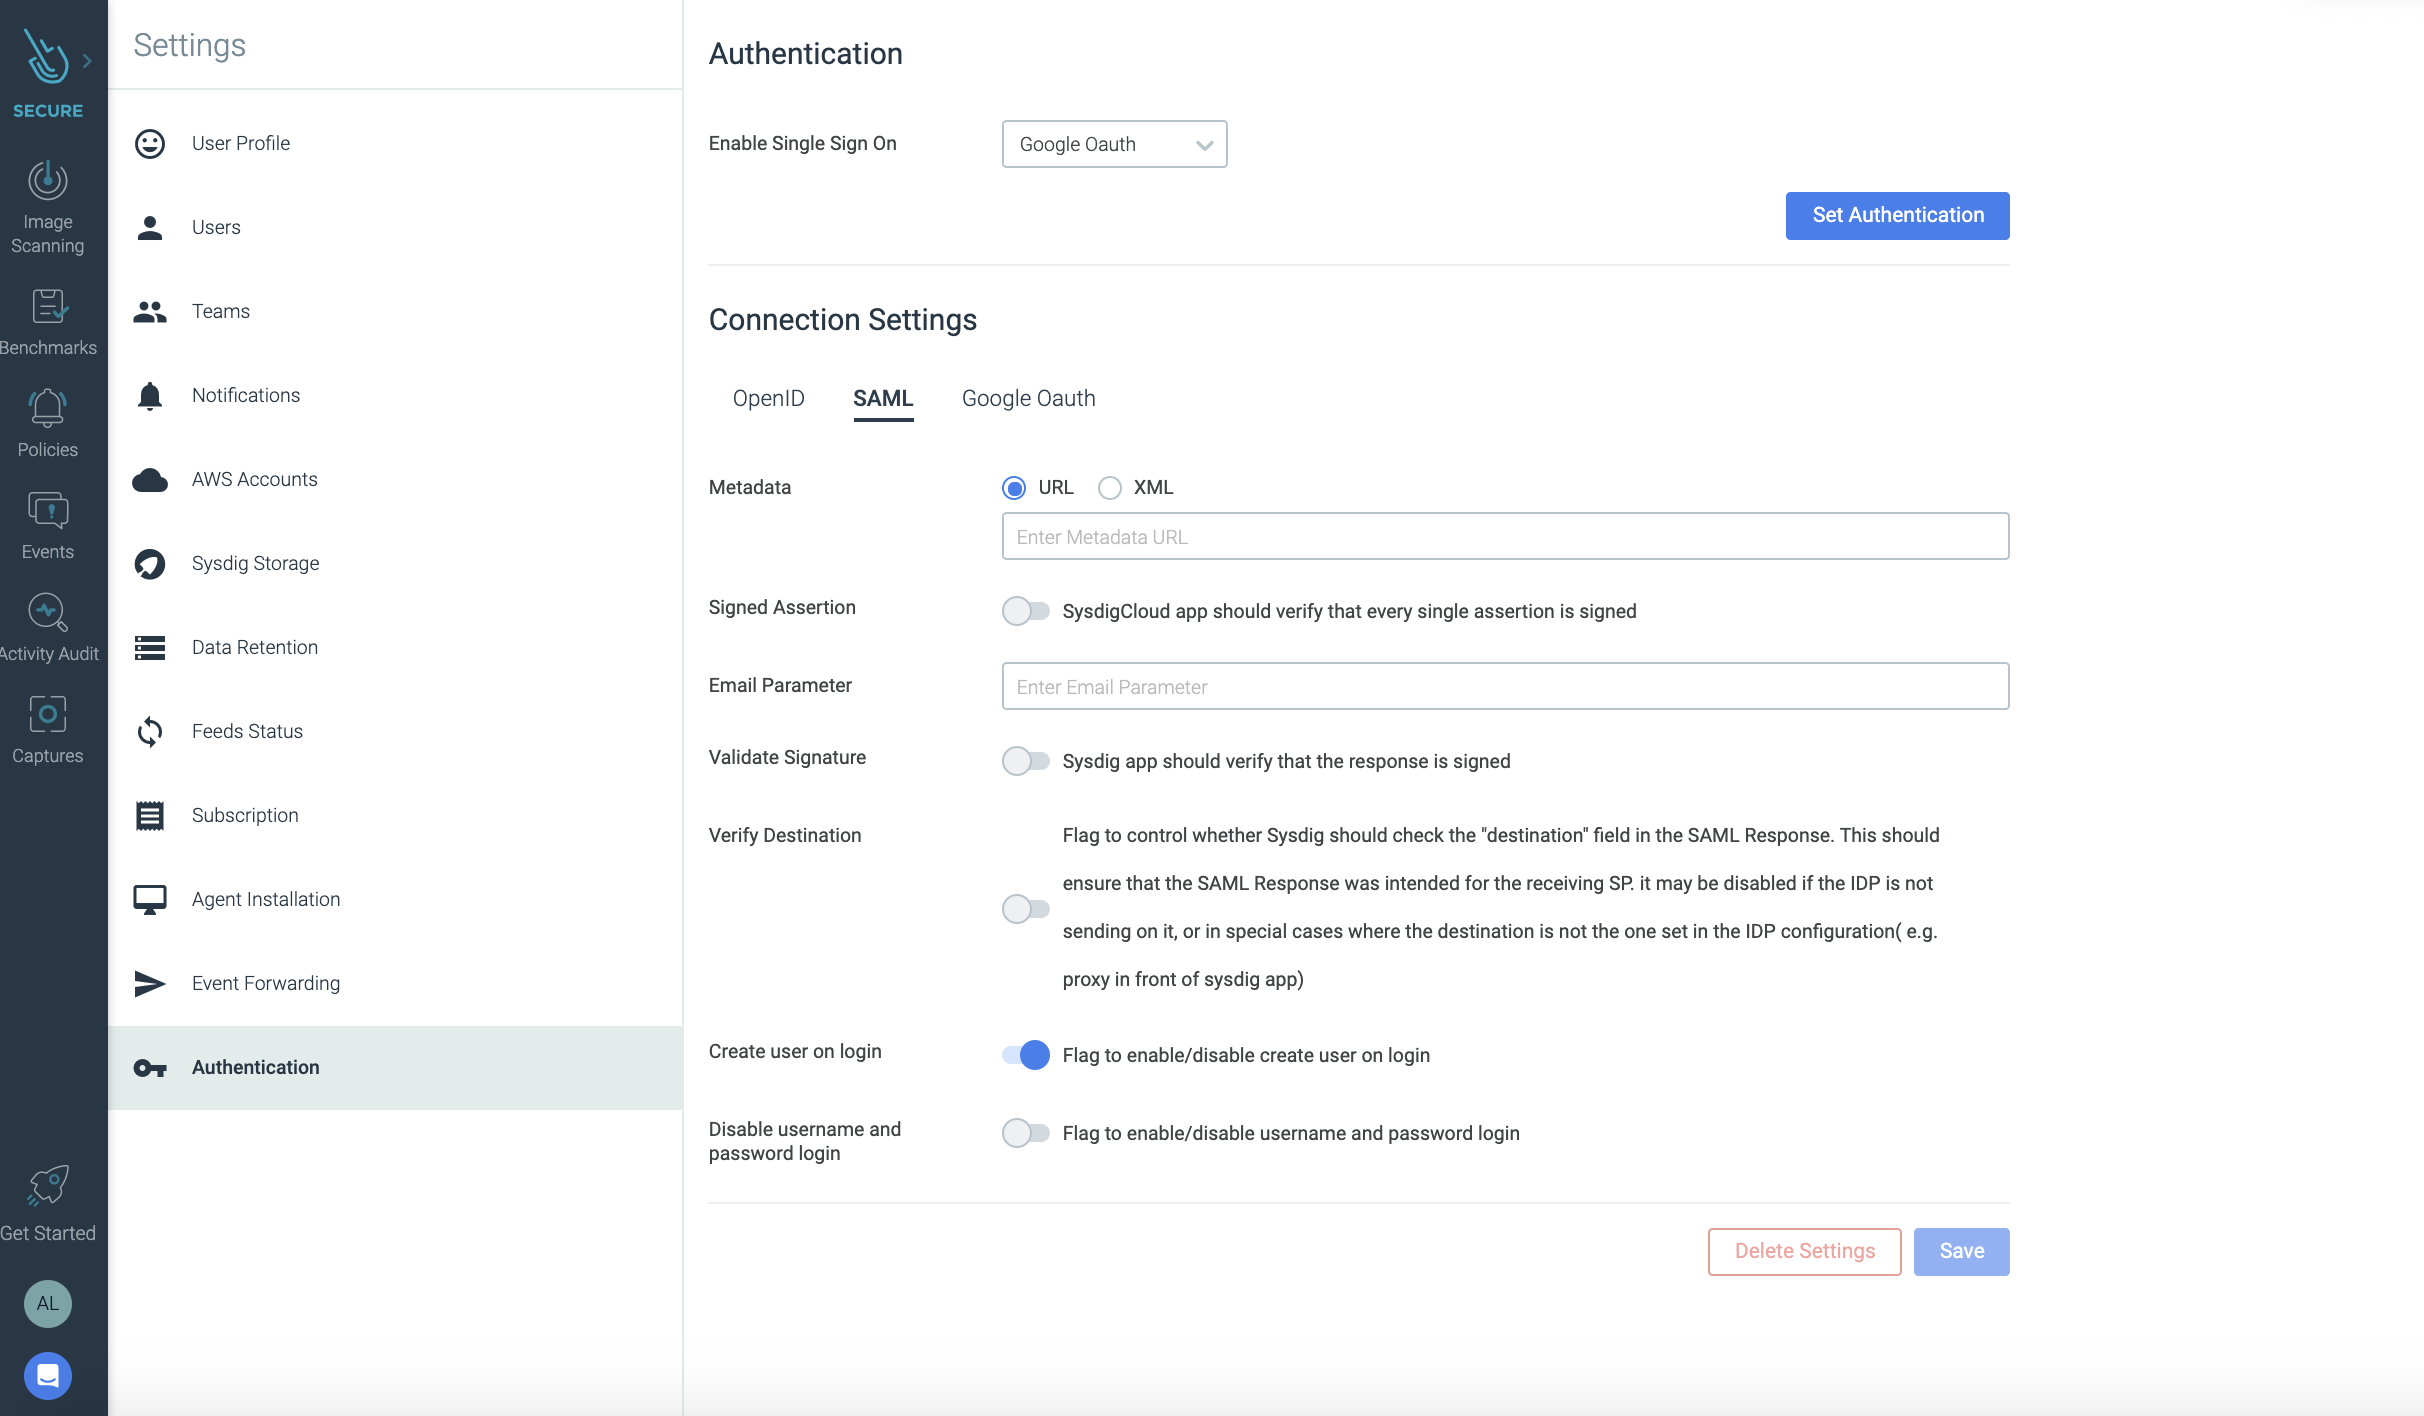 SECURE
Image
Scanning
Benchmarks
Policies
Events
Activity Audit
Captures
Get Started
AL
Settings
User Profile
Users
Teams
Notifications
AWS Accounts
Sysdig Storage
Data Retention
Feeds Status
Subscription
Agent Installation
Event Forwarding
Authentication
Authentication
Enable Single Sign On
Google Oauth
Set Authentication
Connection Settings
OpenID SAML Google Oauth
Metadata
URL XML
Enter Metadata URL
Signed Assertion
SysdigCloud app should verify that every single assertion is signed
Email Parameter
Enter Email Parameter
Validate Signature
Sysdig app should verify that the response is signed
Verify Destination
Flag to control whether Sysdig should check the "destination" field in the SAML Response. This should
ensure that the SAML Response was intended for the receiving SP. it may be disabled if the IDP is not
sending on it, or in special cases where the destination is not the one set in the IDP configuration( e.g.
proxy in front of sysdig app)
Create user on login
Flag to enable/disable create user on login
Disable username and
password login
Flag to enable/disable username and password login
Delete Settings
Save